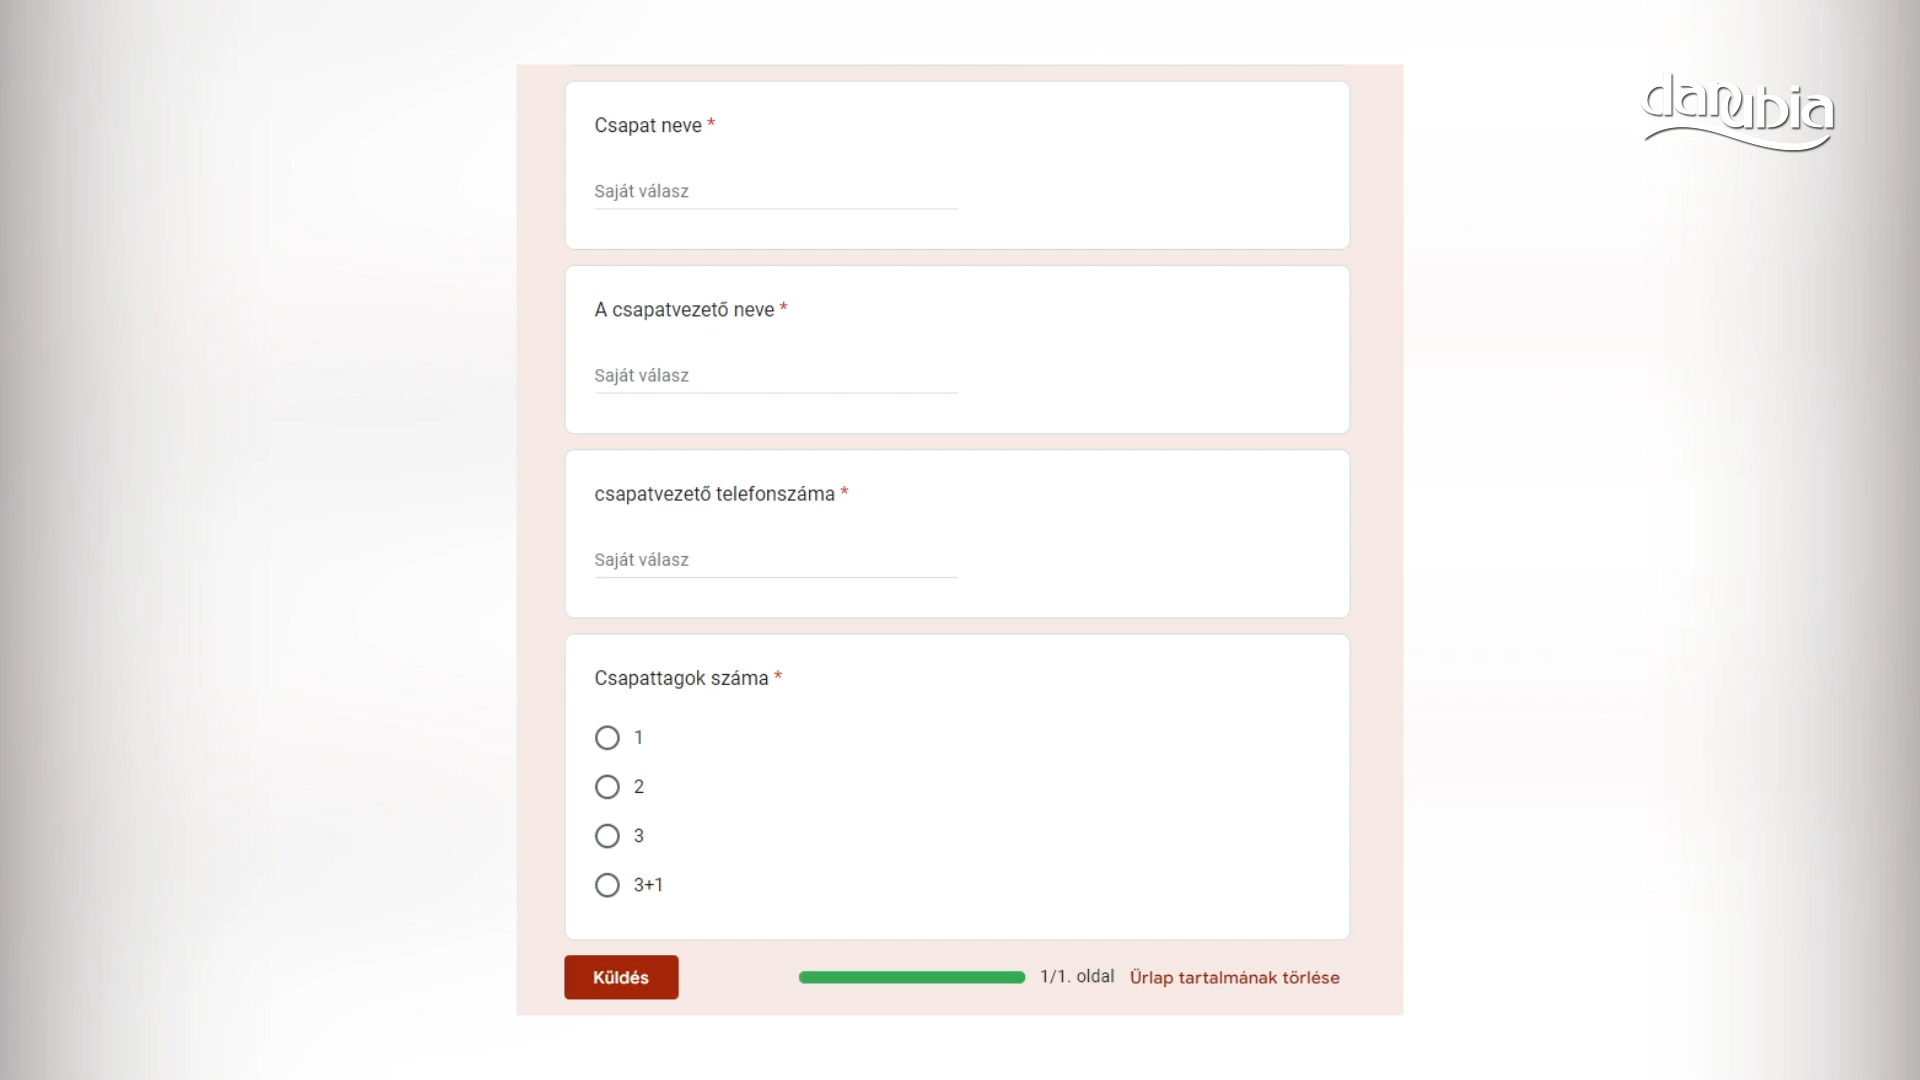 danubia
Csapat neve *
Saját válasz
A csapatvezető neve *
Saját válasz
csapatvezető telefonszáma *
Saját válasz
Csapattagok száma *
1
2
3
3+1
Küldés
1/1. oldal
Űrlap tartalmának törlése